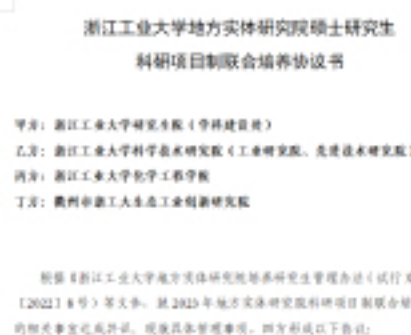 浙江工业大学地方实体研究院硕士研究生
科研项目制联合培养协议书
甲方：浙江工业大学研究生院（学科建设处）
乙方：浙江工业大学科学技术研究院（工业研究院、先进技术研究院
丙方：浙江工业大学化学工程学院
丁方：衢州市浙工大生态工业创新研究院
根据《浙江工业大学地方实体研究院培养研究生管理办法（试行
〔2022〕8号）等文件，就2023年地方实体研究院科研项目制联合
的相关事宜达成共识，现就具体管理事项，四方形成以下协议：